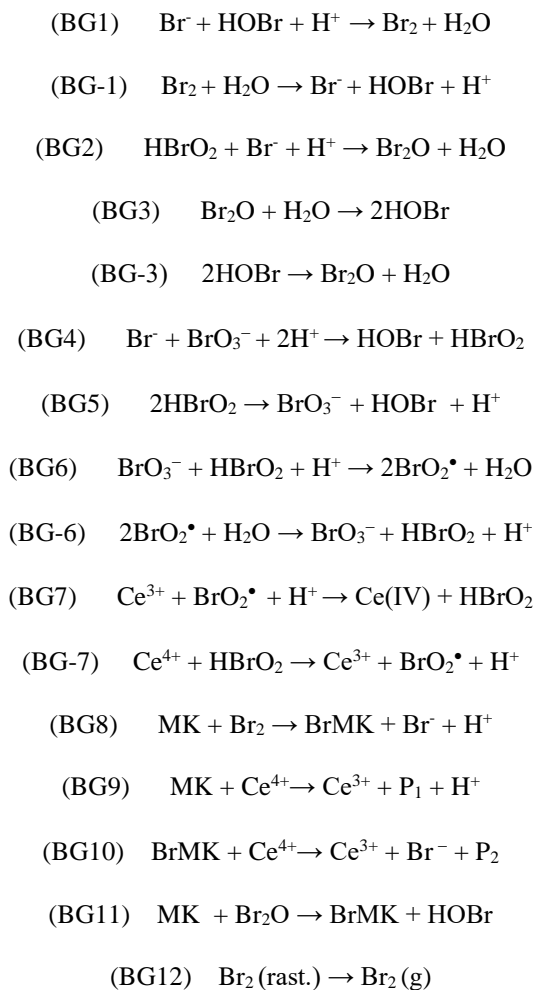 (BG1) Br⁻ + HOBr + H⁺ → Br₂ + H₂O
(BG-1) Br₂ + H₂O → Br⁻ + HOBr + H⁺
(BG2) HBrO₂ + Br⁻ + H⁺ → Br₂O + H₂O
(BG3) Br₂O + H₂O → 2HOBr
(BG-3) 2HOBr → Br₂O + H₂O
(BG4) Br⁻ + BrO₃⁻ + 2H⁺ → HOBr + HBrO₂
(BG5) 2HBrO₂ → BrO₃⁻ + HOBr + H⁺
(BG6) BrO₃⁻ + HBrO₂ + H⁺ → 2BrO₂• + H₂O
(BG-6) 2BrO₂• + H₂O → BrO₃⁻ + HBrO₂ + H⁺
(BG7) Ce³⁺ + BrO₂• + H⁺ → Ce(IV) + HBrO₂
(BG-7) Ce⁴⁺ + HBrO₂ → Ce³⁺ + BrO₂• + H⁺
(BG8) MK + Br₂ → BrMK + Br⁻ + H⁺
(BG9) MK + Ce⁴⁺ → Ce³⁺ + P₁ + H⁺
(BG10) BrMK + Ce⁴⁺ → Ce³⁺ + Br⁻ + P₂
(BG11) MK + Br₂O → BrMK + HOBr
(BG12) Br₂ (rast.) → Br₂ (g)